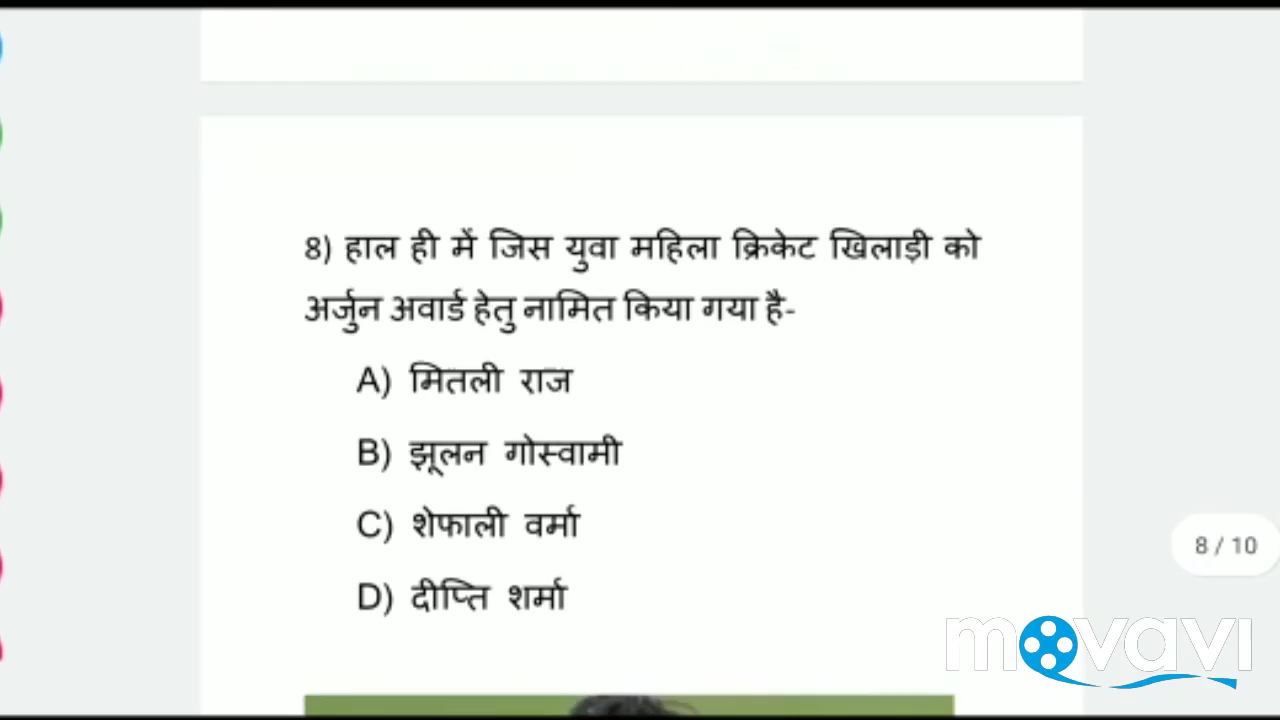 8) हाल ही में जिस युवा महिला क्रिकेट खिलाड़ी को
अर्जुन अवार्ड हेतु नामित किया गया है-
A) मितली राज
B) झूलन गोस्वामी
C) शेफाली वर्मा
D) दीप्ति शर्मा
8 / 10
movavi